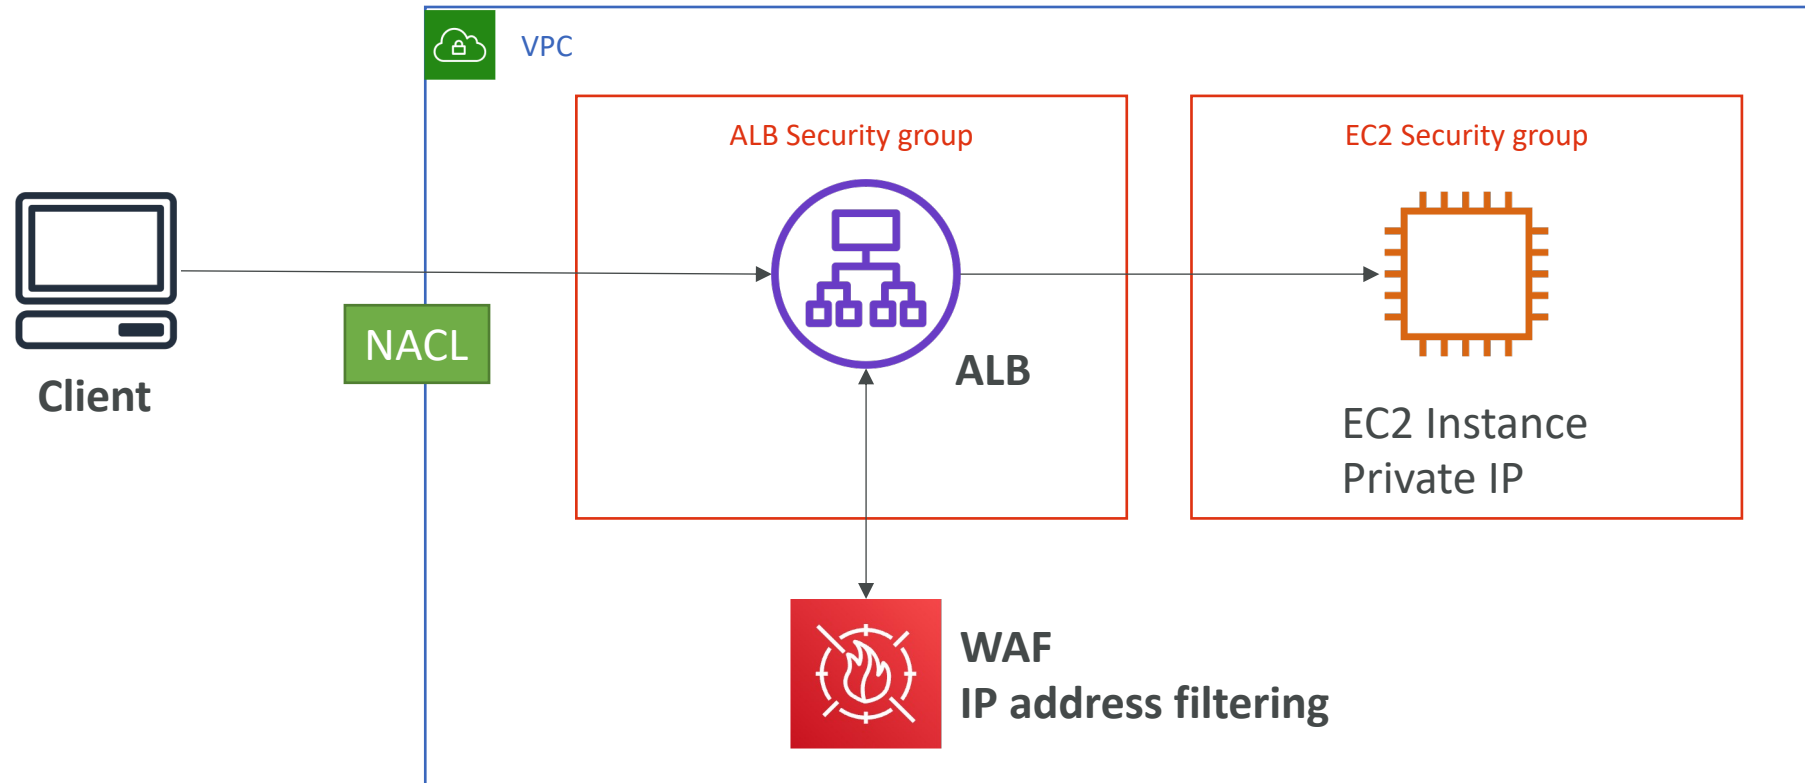 VPC
ALB Security group
EC2 Security group
NACL
Client
ALB
EC2 Instance
Private IP
WAF
IP address filtering